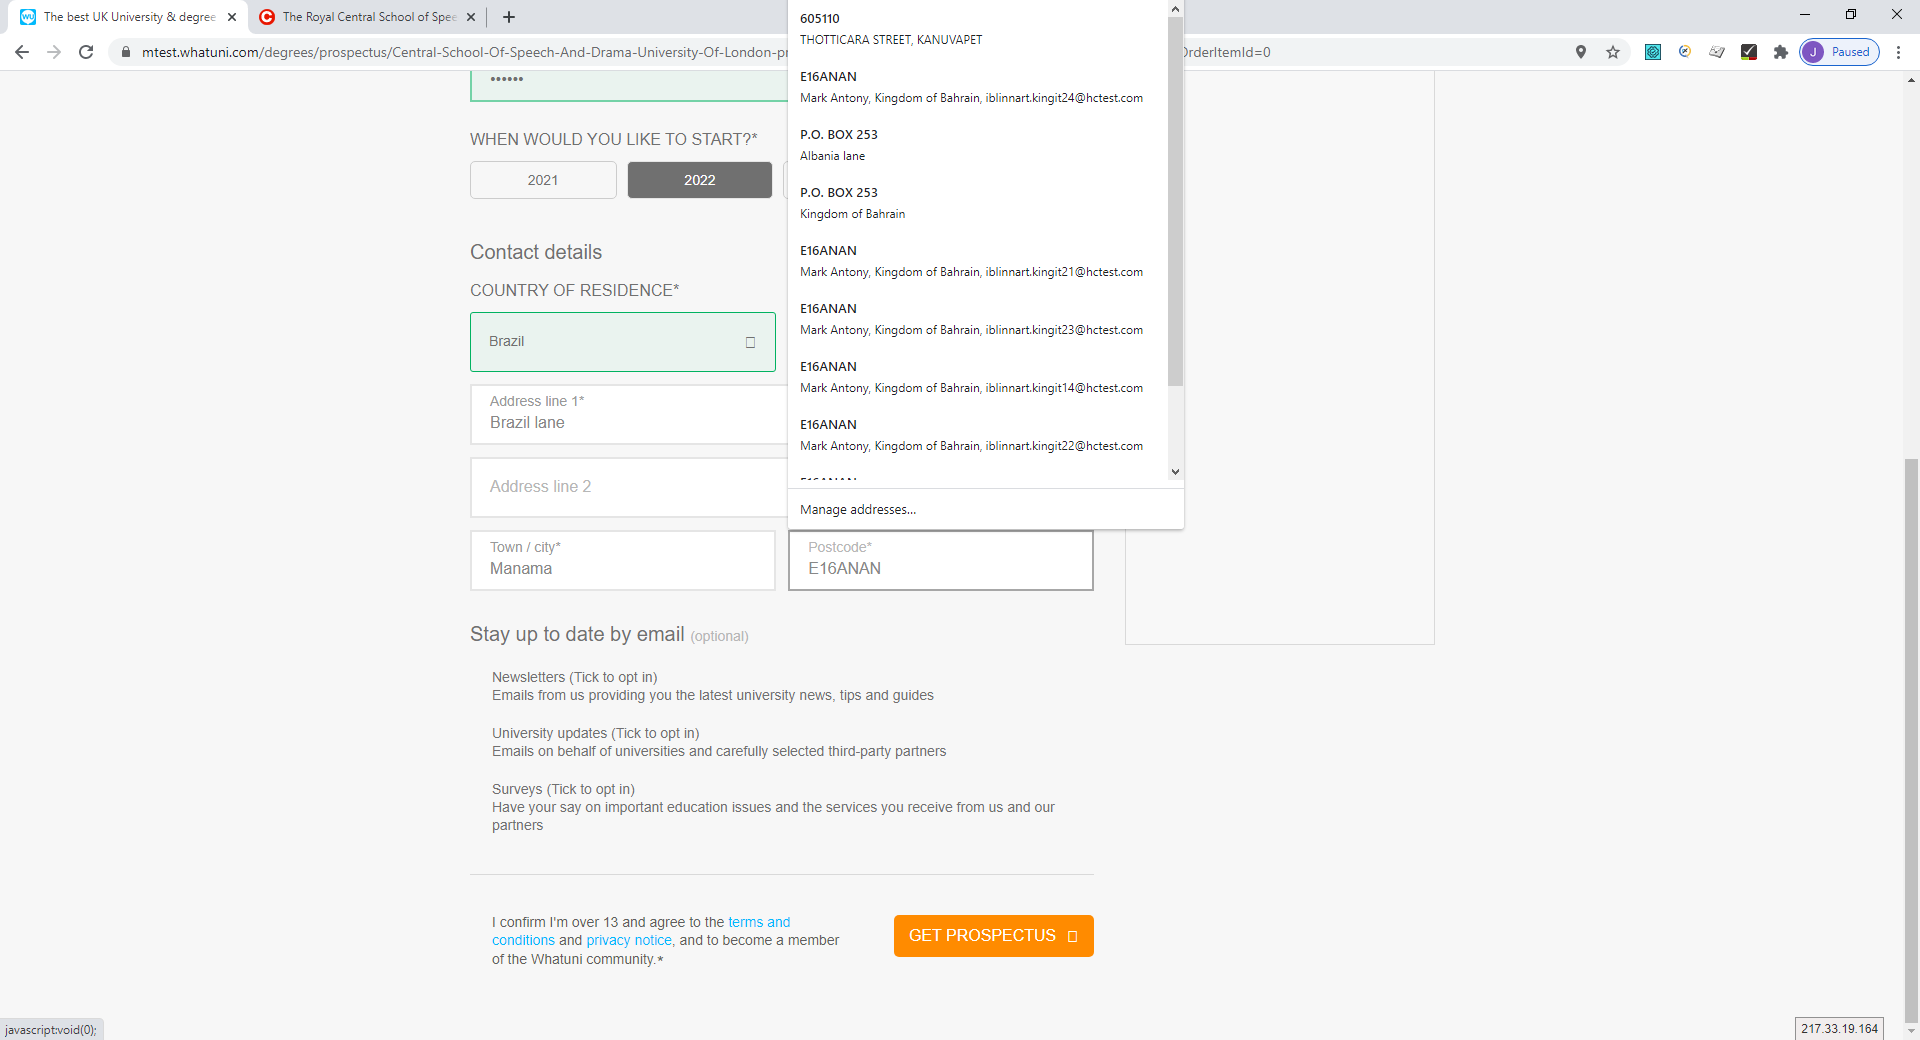 The best UK University & degree
The Royal Central School of Spee
mtest.whatuni.com/degrees/prospectus/Central-School-Of-Speech-And-Drama-University-Of-London-pr
OrderItemId=0
J Paused
••••••
WHEN WOULD YOU LIKE TO START?*
2021
2022
Contact details
COUNTRY OF RESIDENCE*
Brazil
Address line 1*
Brazil lane
Address line 2
Town / city*
Manama
Postcode*
E16ANAN
605110
THOTTICARA STREET, KANUVAPET
E16ANAN
Mark Antony, Kingdom of Bahrain, iblinnart.kingit24@hctest.com
P.O. BOX 253
Albania lane
P.O. BOX 253
Kingdom of Bahrain
E16ANAN
Mark Antony, Kingdom of Bahrain, iblinnart.kingit21@hctest.com
E16ANAN
Mark Antony, Kingdom of Bahrain, iblinnart.kingit23@hctest.com
E16ANAN
Mark Antony, Kingdom of Bahrain, iblinnart.kingit14@hctest.com
E16ANAN
Mark Antony, Kingdom of Bahrain, iblinnart.kingit22@hctest.com
Manage addresses...
Stay up to date by email (optional)
Newsletters (Tick to opt in)
Emails from us providing you the latest university news, tips and guides
University updates (Tick to opt in)
Emails on behalf of universities and carefully selected third-party partners
Surveys (Tick to opt in)
Have your say on important education issues and the services you receive from us and our
partners
I confirm I'm over 13 and agree to the terms and
conditions and privacy notice, and to become a member
of the Whatuni community.*
GET PROSPECTUS
javascript:void(0);
217.33.19.164